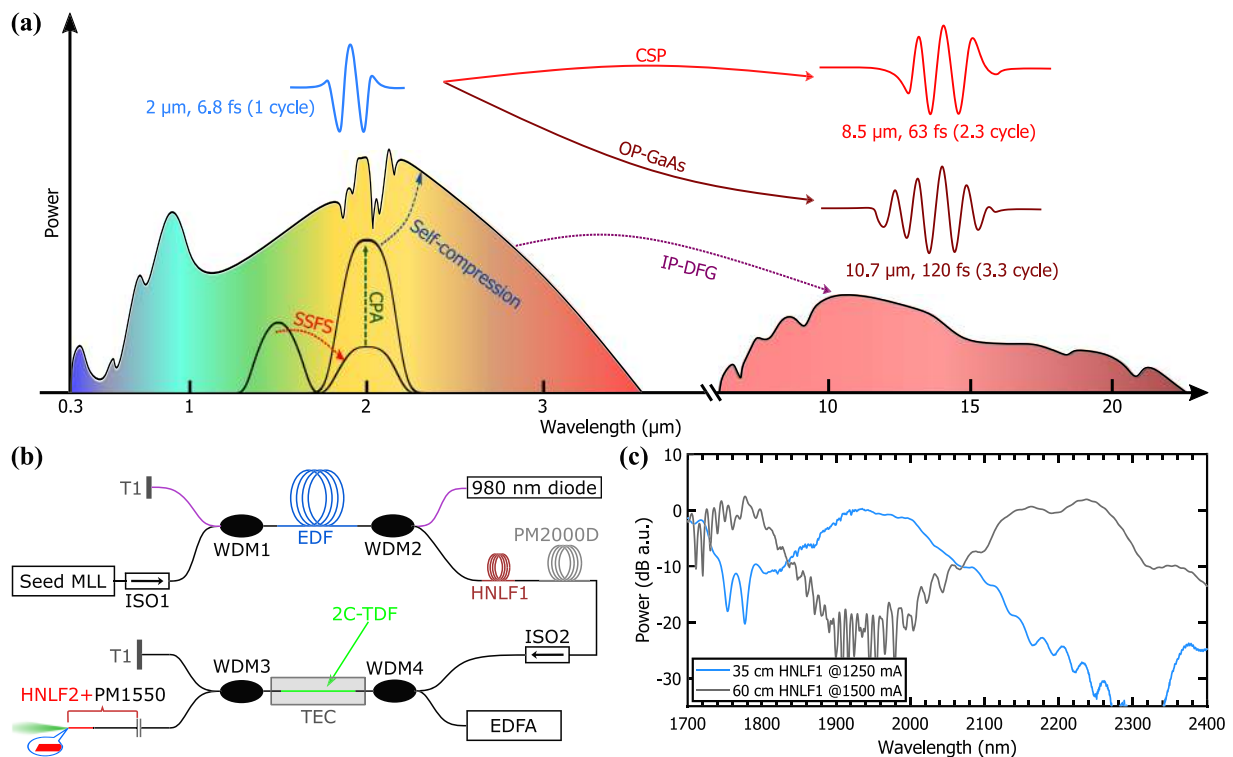 (a)
Power
2 μm, 6.8 fs (1 cycle)
CSP
8.5 μm, 63 fs (2.3 cycle)
OP-GaAs
10.7 μm, 120 fs (3.3 cycle)
Self-compression
IP-DFG
SSFS
CPA
0.3 1 2 3 10 15 20
Wavelength (μm)
(b)
T1
980 nm diode
WDM1
EDF
WDM2
PM2000D
Seed MLL
ISO1
HNLF1
2C-TDF
ISO2
T1
WDM3
WDM4
HNLF2+PM1550
TEC
EDFA
(c)
Power (dB a.u.)
10
0
-10
-20
-30
35 cm HNLF1 @1250 mA
60 cm HNLF1 @1500 mA
1700 1800 1900 2000 2100 2200 2300 2400
Wavelength (nm)